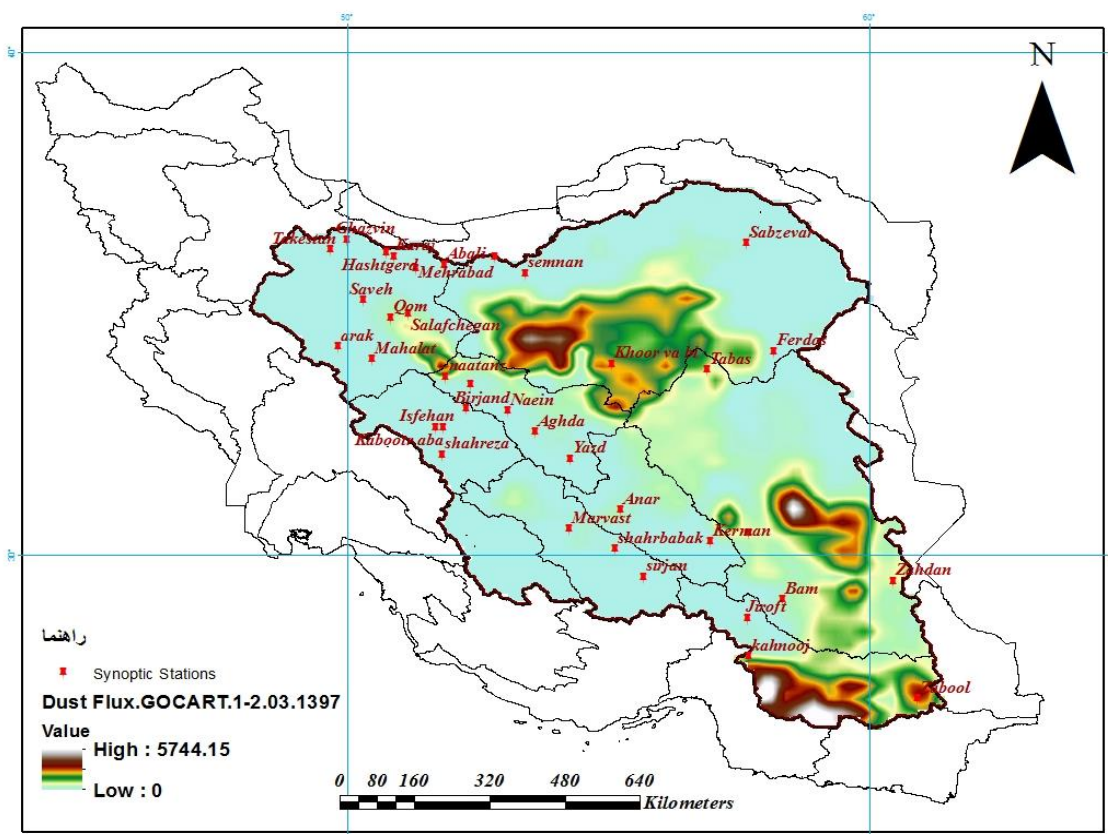 50°
60°
40°
N
Ghazvin
Takestan
Karaj
Hashtgerd
Mehrabad
Abali
semnan
Sabzevar
Saveh
Qom
Salafchegan
arak
Mahalat
naatanz
Khoor va bi
Tabas
Ferdos
Birjand
Naein
Isfehan
Aghda
shahreza
Yazd
Anar
Marvast
Kerman
shahrbabak
30°
sirjan
Zahdan
Bam
Jiroft
kahnooj
Zabool
راهنما
Synoptic Stations
Dust Flux.GOCART.1-2.03.1397
Value
High : 5744.15
Low : 0
0 80 160 320 480 640
Kilometers